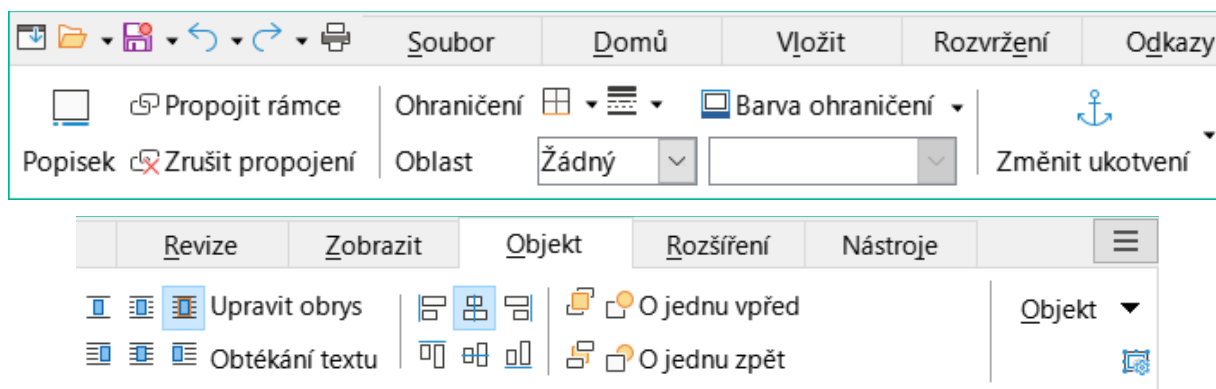 Soubor Domů Vložit Rozvržení Odkazy
Propojit rámce Ohraničení Barva ohraničení
Popisek Zrušit propojení Oblast Žádný Změnit ukotvení
Revize Zobrazit Objekt Rozšíření Nástroje
Upravit obrys O jednu vpřed Objekt
Obtékání textu O jednu zpět